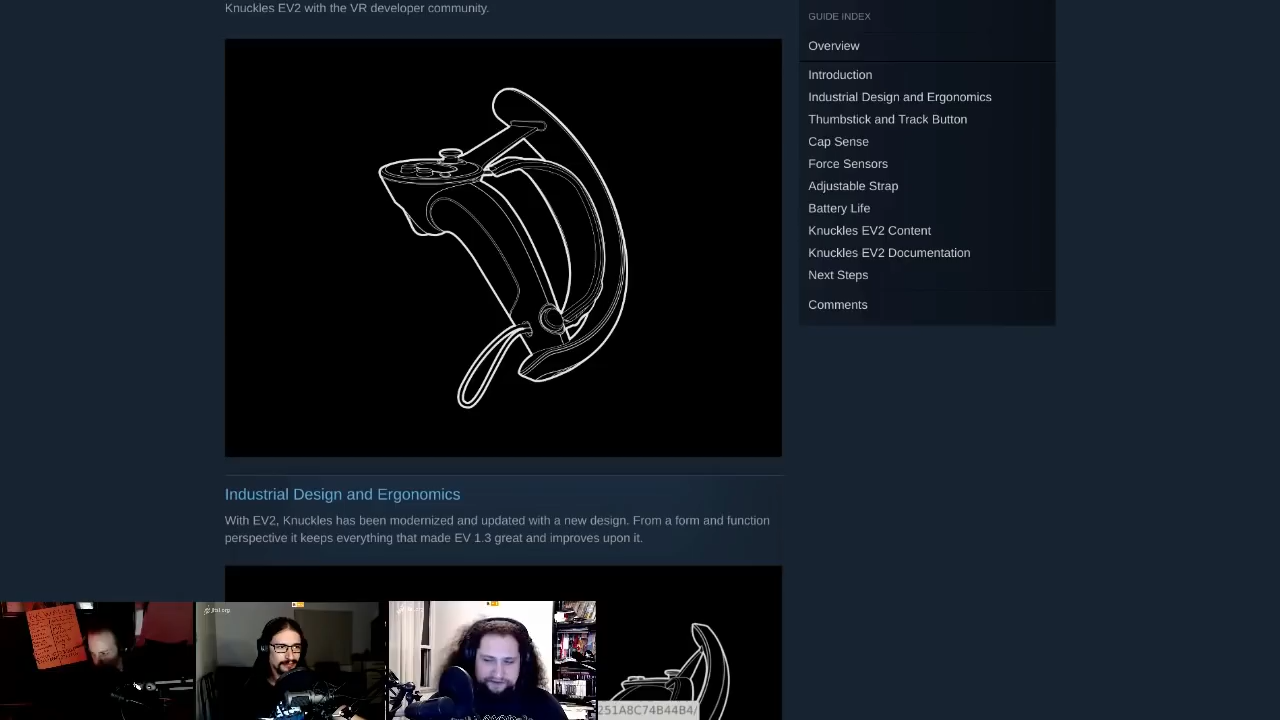 Knuckles EV2 with the VR developer community.
GUIDE INDEX
Overview
Introduction
Industrial Design and Ergonomics
Thumbstick and Track Button
Cap Sense
Force Sensors
Adjustable Strap
Battery Life
Knuckles EV2 Content
Knuckles EV2 Documentation
Next Steps
Comments
Industrial Design and Ergonomics
With EV2, Knuckles has been modernized and updated with a new design. From a form and function
perspective it keeps everything that made EV 1.3 great and improves upon it.
251A8C74B44B4/